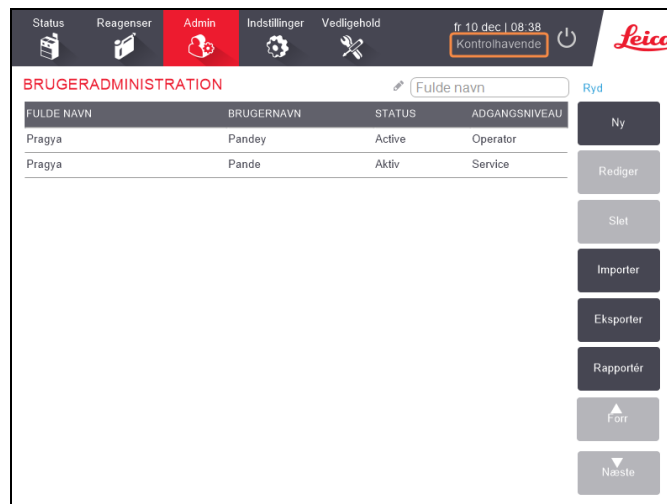 Status Reagenser Admin Indstillinger Vedligehold
fr 10 dec | 08:38
Kontrolhavende
Leica
BRUGERADMINISTRATION
Fulde navn
Ryd
FULDE NAVN BRUGERNAVN STATUS ADGANGSNIVEAU
Pragya Pandey Active Operator
Pragya Pande Aktiv Service
Ny
Rediger
Slet
Importer
Eksporter
Rapportér
Forr
Næste